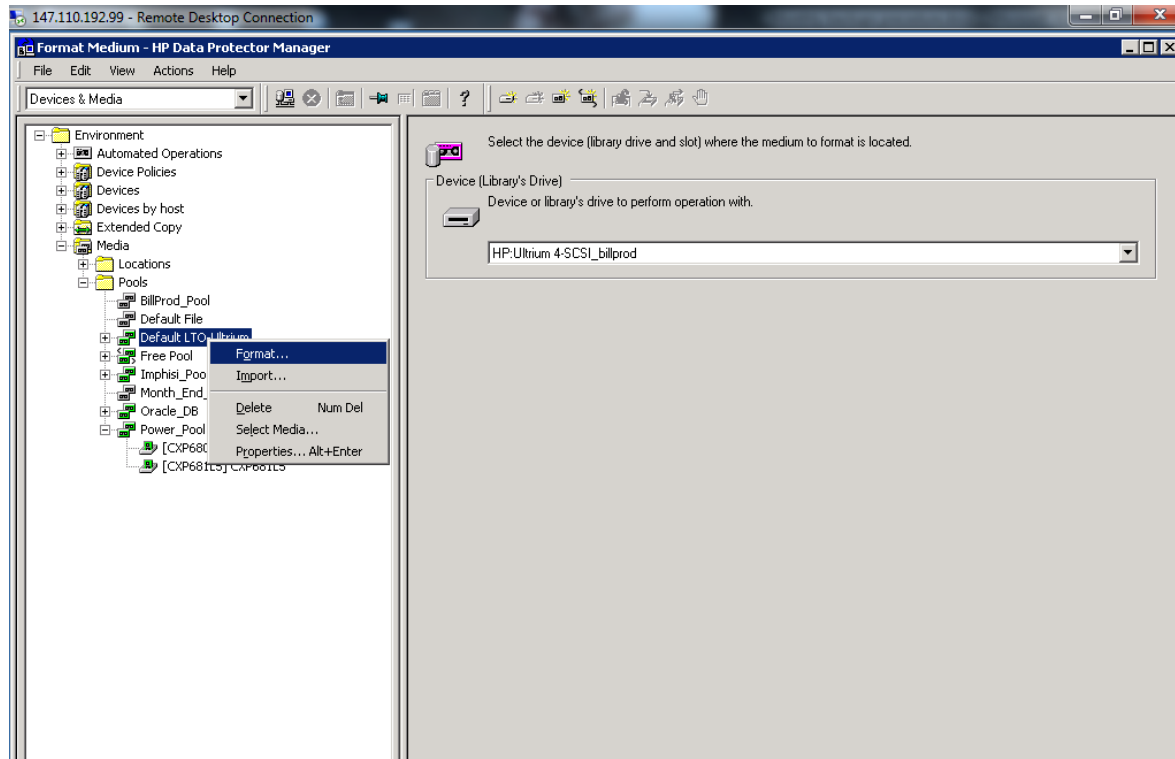 147.110.192.99 - Remote Desktop Connection
Format Medium - HP Data Protector Manager
File Edit View Actions Help
Devices & Media
Environment
Automated Operations
Device Policies
Devices
Devices by host
Extended Copy
Media
Locations
Pools
BillProd_Pool
Default File
Default LTO-Ultrium
Free Pool
Imphisi_Poo
Month_End_
Oracle_DB
Power_Pool
[CXP680
[CXP681L5] CXP681L5
Format...
Import...
Delete Num Del
Select Media...
Properties... Alt+Enter
Select the device (library drive and slot) where the medium to format is located.
Device (Library's Drive)
Device or library's drive to perform operation with.
HP:Ultrium 4-SCSI_billprod